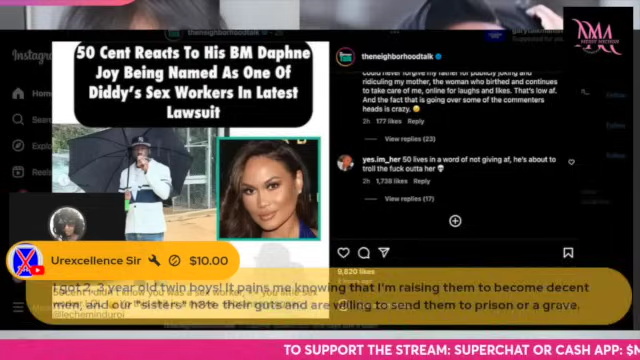 Instagram
50 Cent Reacts To His BM Daphne
Joy Being Named As One Of
Diddy's Sex Workers In Latest
Lawsuit
Home
Explo
theneighborhoodtalk
could never forgive my father for publicly joking and
ridiculing my mother, the woman who birthed and continues
to take care of me, online for laughs and likes. That's low af.
And the fact that is going over some of the commenters
heads is crazy.
2h 177 likes Reply
View replies (23)
yes.im_her 50 lives in a word of not giving af, he's about to
troll the fuck outta her 💀
2h 1,738 likes Reply
View replies (17)
9,820 likes
Urexcellence Sir $10.00
I got 2, 3 year old twin boys! It pains me knowing that I'm raising them to become decent
men, and our "sisters" h8te their guts and are willing to send them to prison or a grave.
TO SUPPORT THE STREAM: SUPERCHAT OR CASH APP: $N